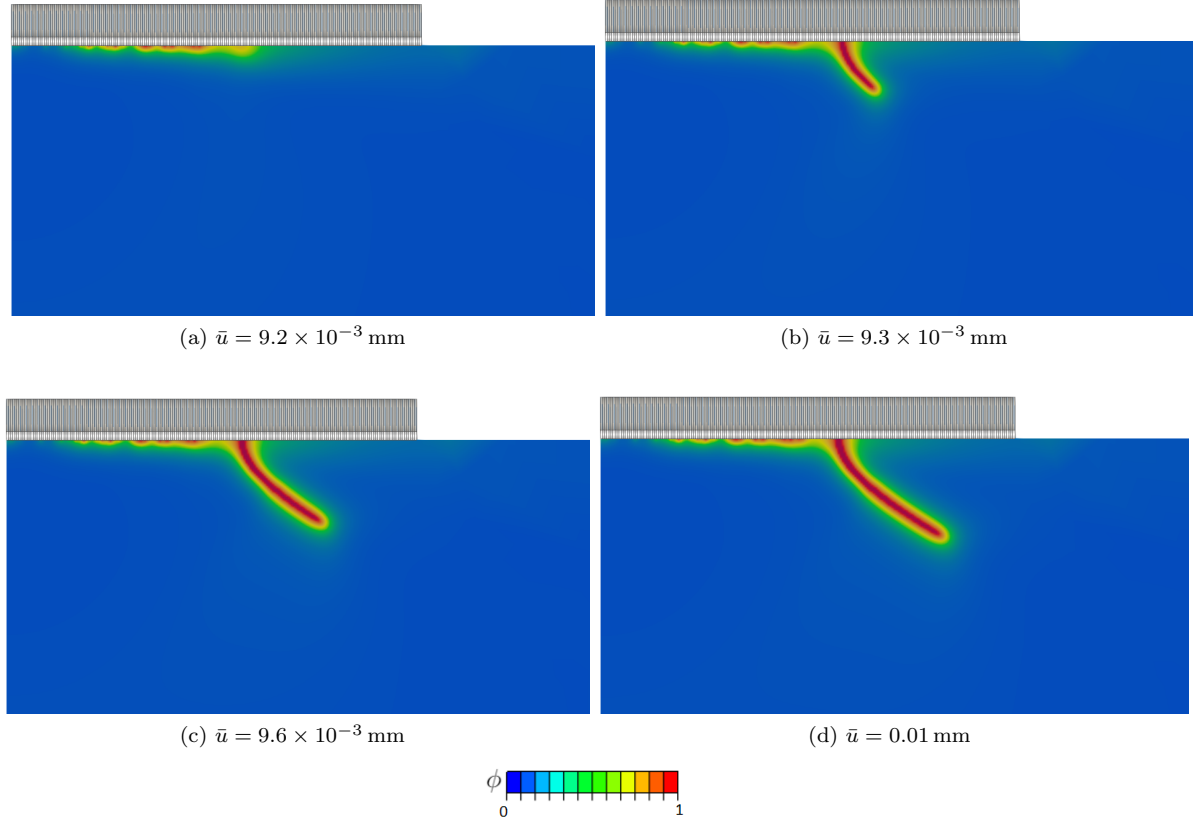 (a) ū = 9.2 × 10⁻³ mm
(b) ū = 9.3 × 10⁻³ mm
(c) ū = 9.6 × 10⁻³ mm
(d) ū = 0.01 mm
ϕ
0 1